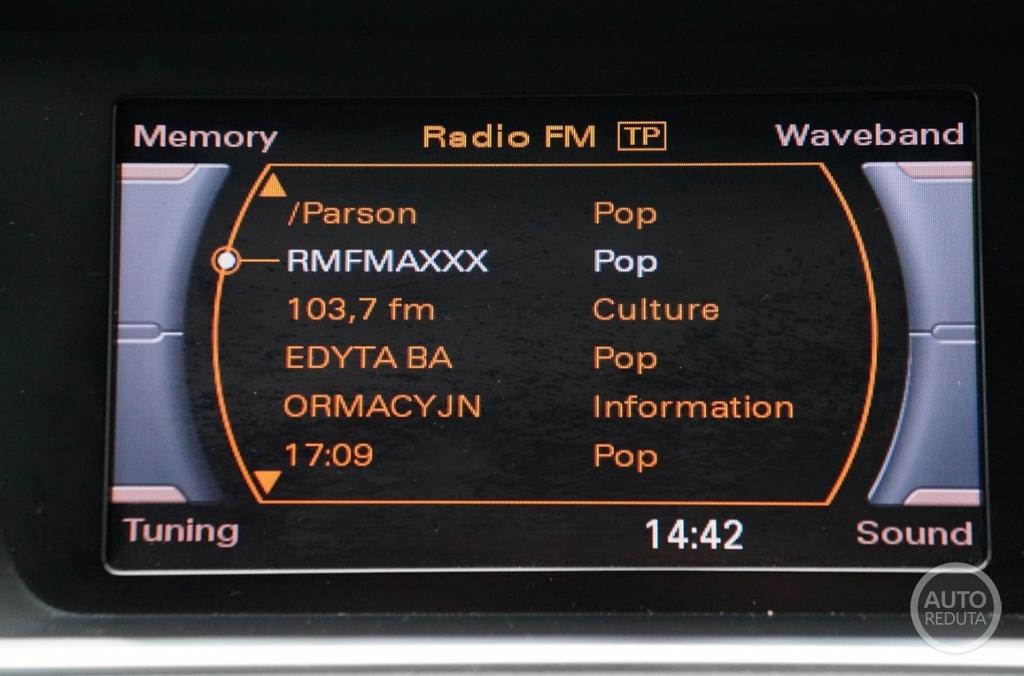 Memory Radio FM TP Waveband
/Parson Pop
RMFMAXXX Pop
103,7 fm Culture
EDYTA BA Pop
ORMACYJN Information
17:09 Pop
Tuning 14:42 Sound
AUTO
REDUTA